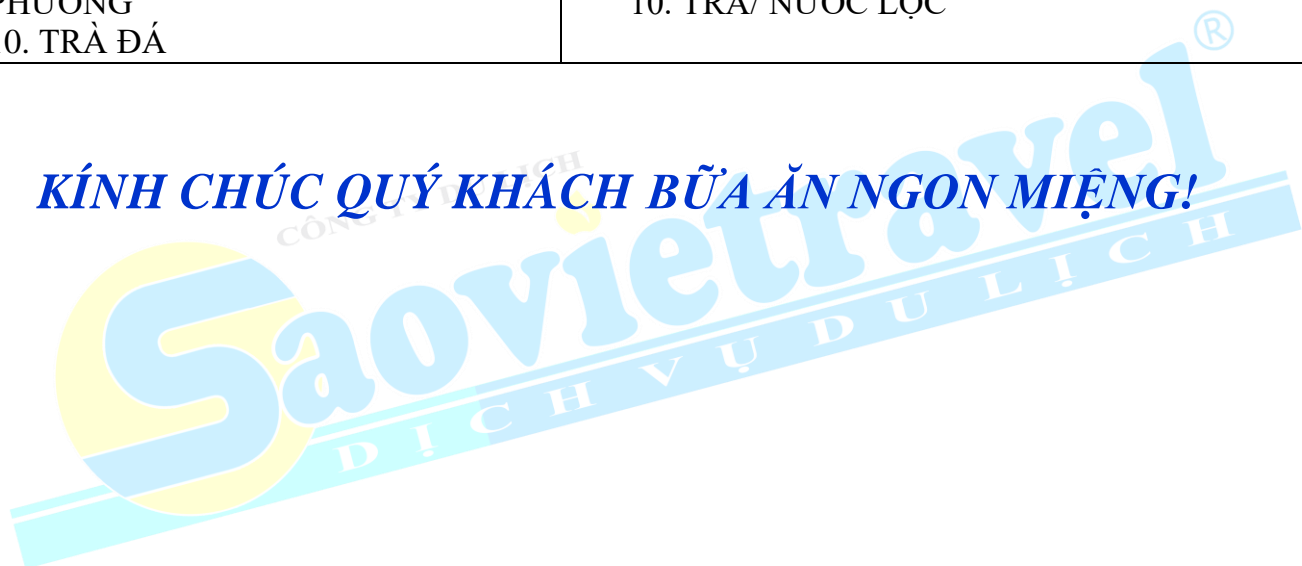 PHƯƠNG
10. TRÀ ĐÁ
10. TRÀ/ NƯỚC LỌC
KÍNH CHÚC QUÝ KHÁCH BỮA ĂN NGON MIỆNG!
CÔNG TY DU LỊCH
Saovietravel®
DỊCH VỤ DU LỊCH